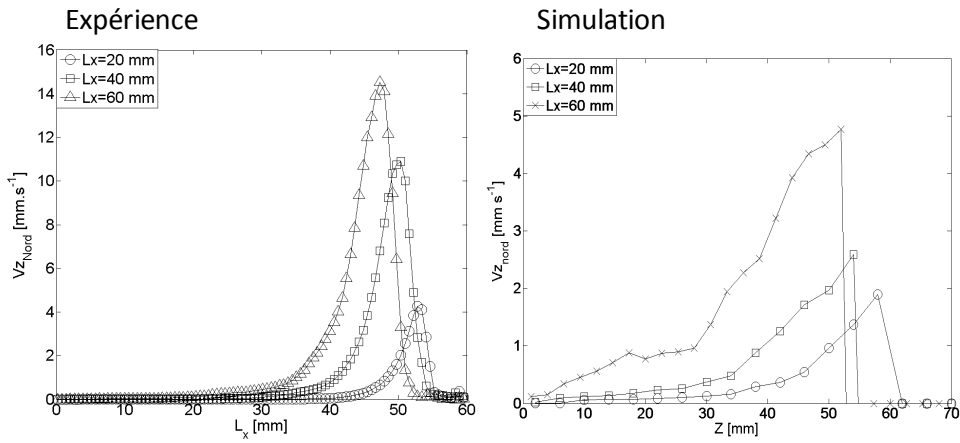 Expérience
Simulation
16
14
12
10
8
6
4
2
0
Vz_Nord [mm.s^-1]
Lx=20 mm
Lx=40 mm
Lx=60 mm
0 10 20 30 40 50 60
L_x [mm]
6
5
4
3
2
1
0
Vz_nord [mm s^-1]
Lx=20 mm
Lx=40 mm
Lx=60 mm
0 10 20 30 40 50 60 70
Z [mm]